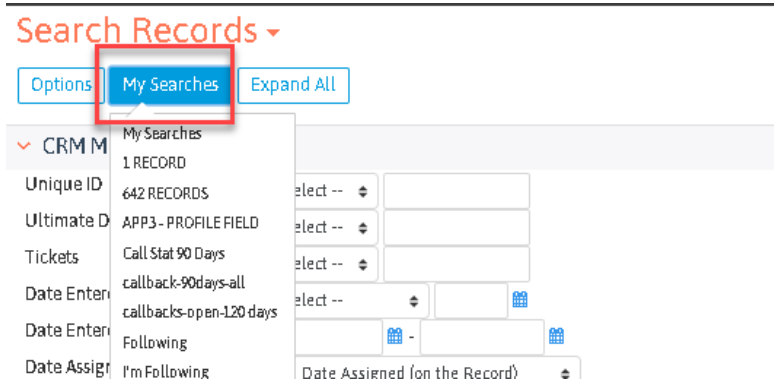 Search Records
Options My Searches Expand All
My Searches
CRM M
1 RECORD
Unique ID 642 RECORDS elect --
Ultimate D APP3 - PROFILE FIELD elect --
Tickets Call Stat 90 Days elect --
callback-90days-all
Date Entere elect --
callbacks-open-120 days
Date Entere Following -
Date Assign I'm Following Date Assigned (on the Record)